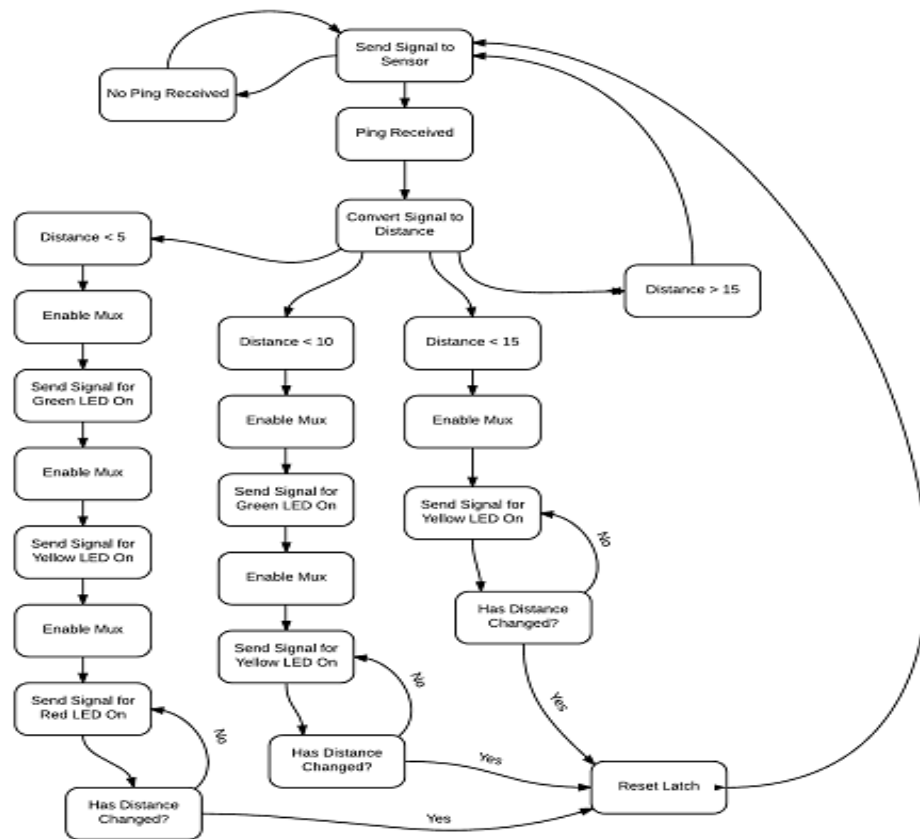 Send Signal to
Sensor
No Ping Received
Ping Received
Convert Signal to
Distance
Distance < 5
Distance > 15
Enable Mux
Distance < 10
Distance < 15
Send Signal for
Green LED On
Enable Mux
Enable Mux
Enable Mux
Send Signal for
Green LED On
Send Signal for
Yellow LED On
No
Send Signal for
Yellow LED On
Enable Mux
Has Distance
Changed?
Enable Mux
Send Signal for
Yellow LED On
No
Yes
Send Signal for
Red LED On
No
Has Distance
Changed?
Yes
Reset Latch
Has Distance
Changed?
Yes